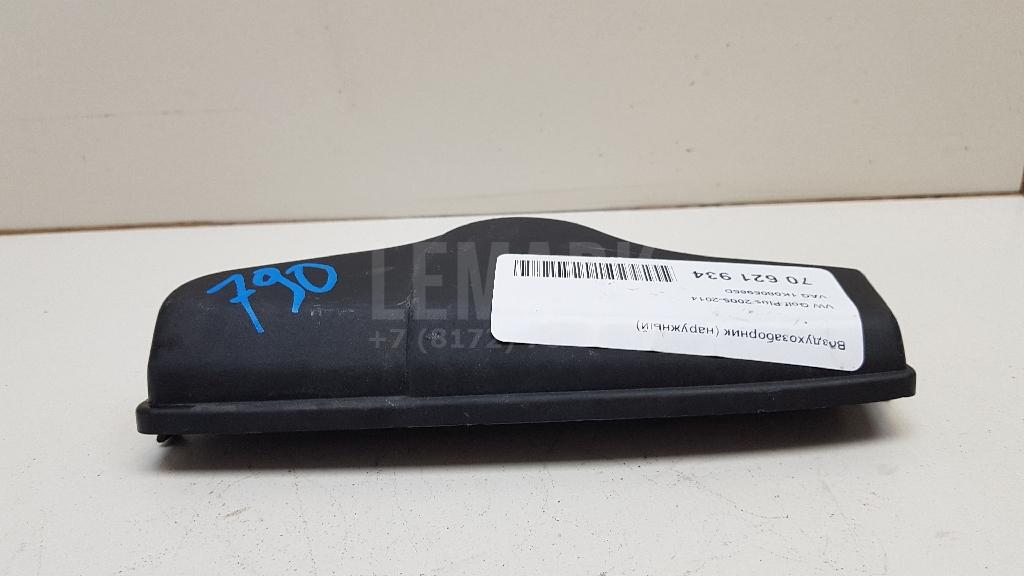 790
LEMARK
+7 (8172)
Воздухозаборник (наружный)
VW Golf Plus 2005-2014
VAG 1K0805965D
70 621 934